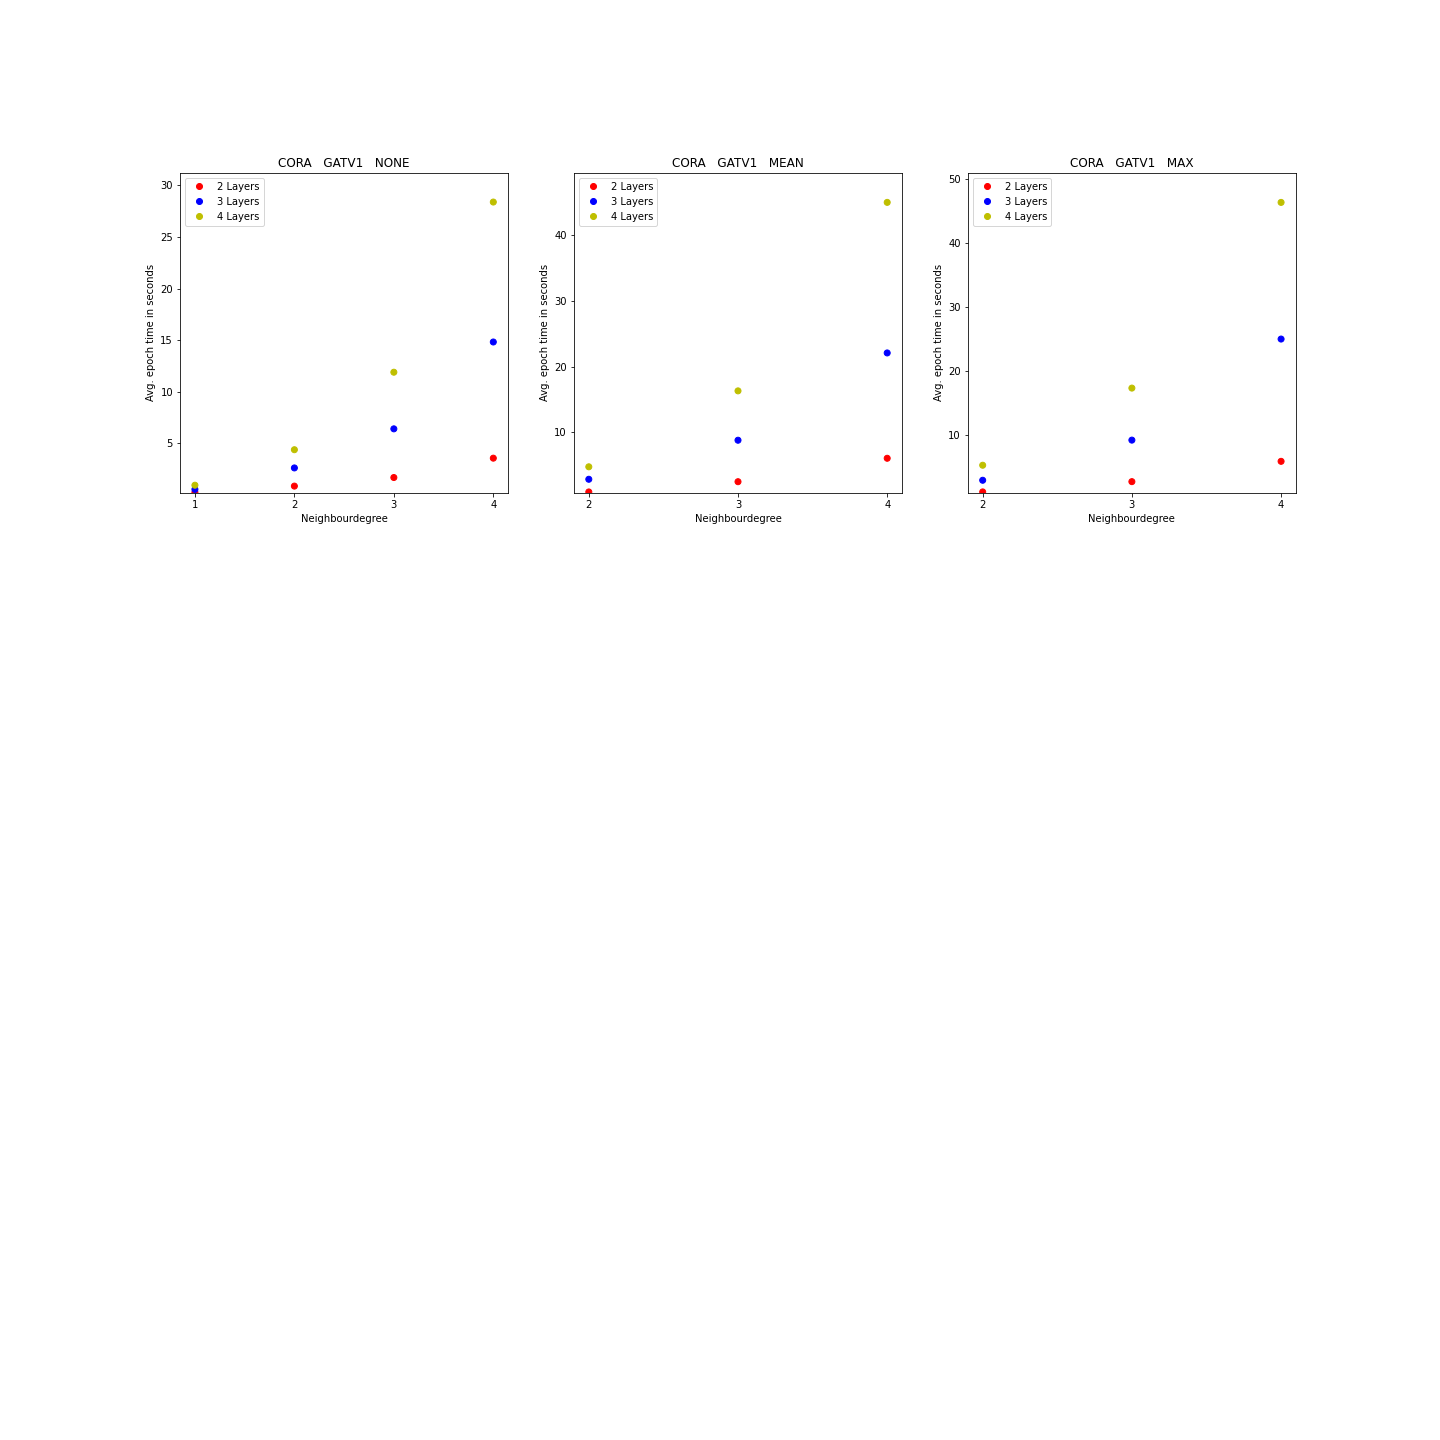 CORA GATV1 NONE
2 Layers
3 Layers
4 Layers
30
25
20
15
10
5
Avg. epoch time in seconds
1 2 3 4
Neighbourdegree
CORA GATV1 MEAN
2 Layers
3 Layers
4 Layers
40
30
20
10
Avg. epoch time in seconds
2 3 4
Neighbourdegree
CORA GATV1 MAX
2 Layers
3 Layers
4 Layers
50
40
30
20
10
Avg. epoch time in seconds
2 3 4
Neighbourdegree